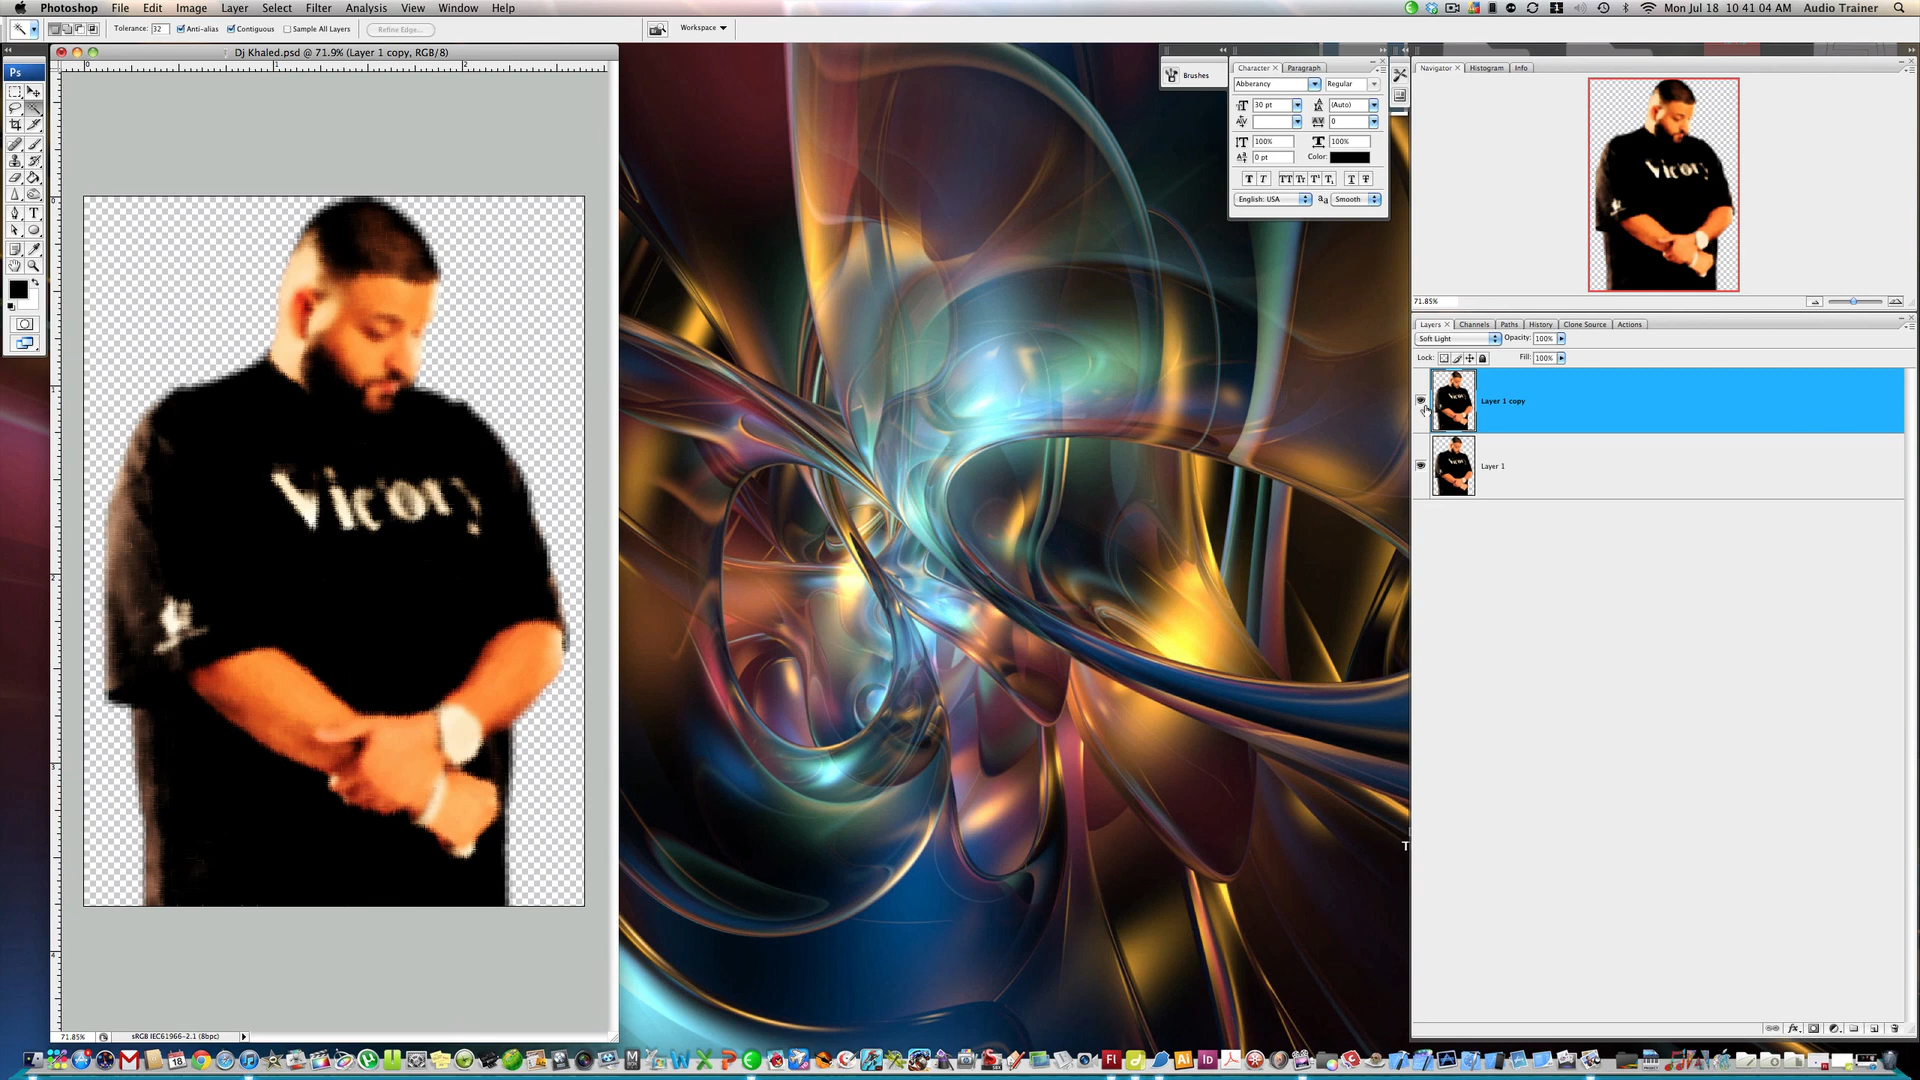 Photoshop File Edit Image Layer Select Filter Analysis View Window Help
Mon Jul 18 10 41 04 AM Audio Trainer
Tolerance: 32 Anti-alias Contiguous Sample All Layers Refine Edge... Workspace
Dj Khaled.psd @ 71.9% (Layer 1 copy, RGB/8)
Ps
Vicory
71.85% sRGB IEC61966-2.1 (8bpc)
Brushes
Character Paragraph
Abberancy Regular
30 pt (Auto)
0
100% 100%
0 pt Color:
English: USA Smooth
Navigator Histogram Info
Vicory
71.85%
Layers Channels Paths History Clone Source Actions
Soft Light Opacity: 100%
Lock: Fill: 100%
Layer 1 copy
Layer 1